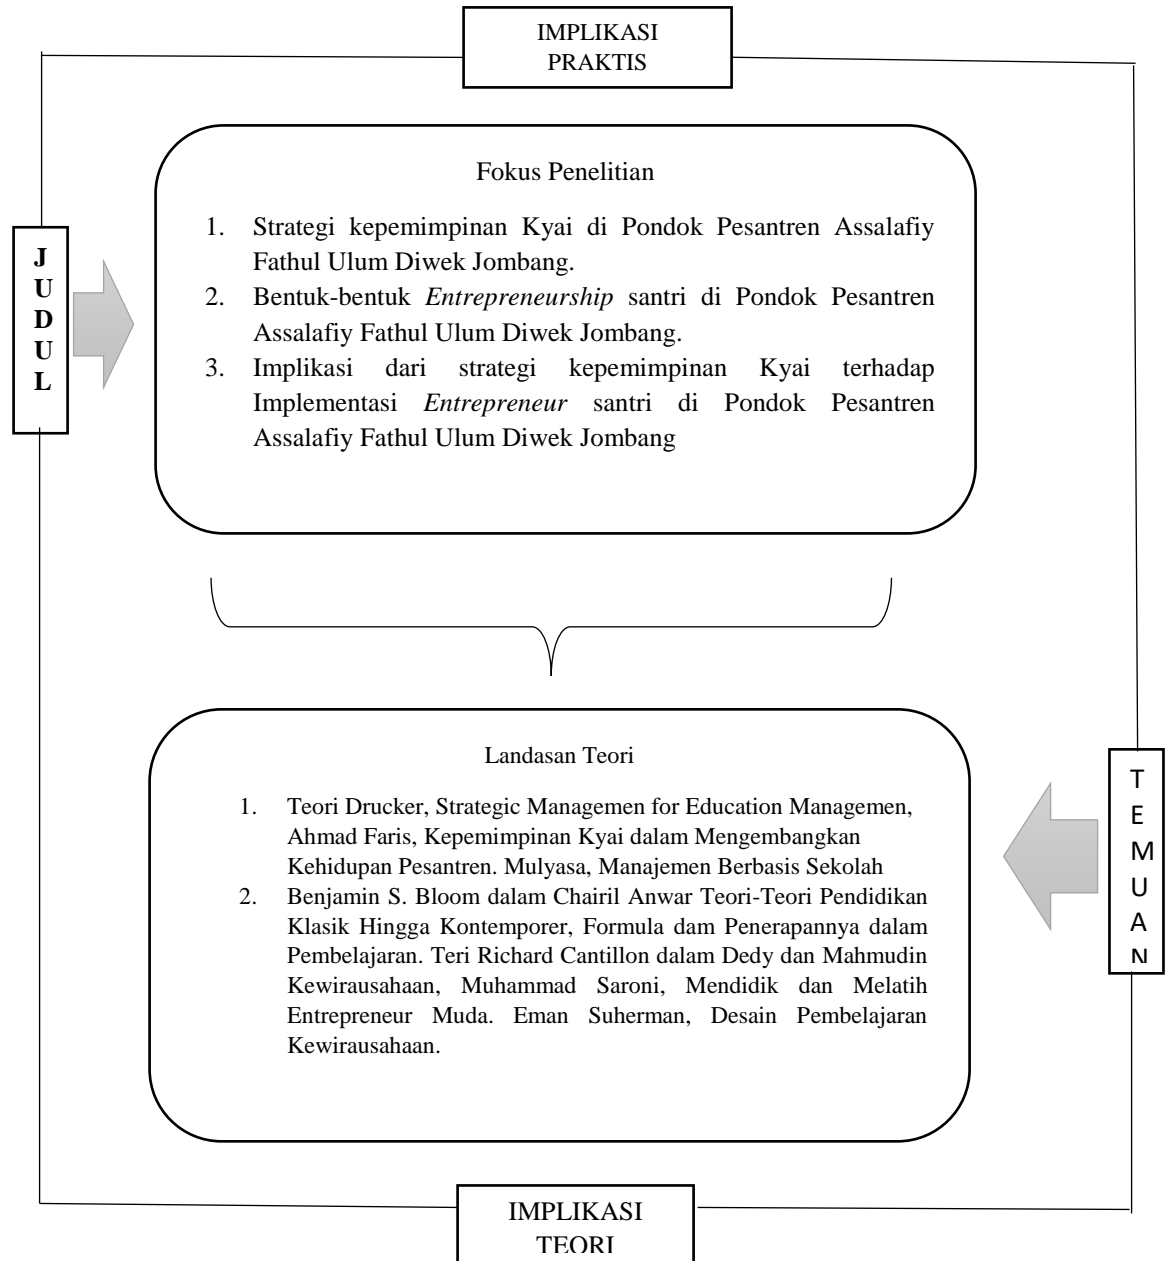 IMPLIKASI
PRAKTIS
Fokus Penelitian
1. Strategi kepemimpinan Kyai di Pondok Pesantren Assalafiy
Fathul Ulum Diwek Jombang.
2. Bentuk-bentuk Entrepreneurship santri di Pondok Pesantren
Assalafiy Fathul Ulum Diwek Jombang.
3. Implikasi dari strategi kepemimpinan Kyai terhadap
Implementasi Entrepreneur santri di Pondok Pesantren
Assalafiy Fathul Ulum Diwek Jombang
J
U
D
U
L
Landasan Teori
1. Teori Drucker, Strategic Managemen for Education Managemen,
Ahmad Faris, Kepemimpinan Kyai dalam Mengembangkan
Kehidupan Pesantren. Mulyasa, Manajemen Berbasis Sekolah
2. Benjamin S. Bloom dalam Chairil Anwar Teori-Teori Pendidikan
Klasik Hingga Kontemporer, Formula dam Penerapannya dalam
Pembelajaran. Teri Richard Cantillon dalam Dedy dan Mahmudin
Kewirausahaan, Muhammad Saroni, Mendidik dan Melatih
Entrepreneur Muda. Eman Suherman, Desain Pembelajaran
Kewirausahaan.
T
E
M
U
A
N
IMPLIKASI
TEORI